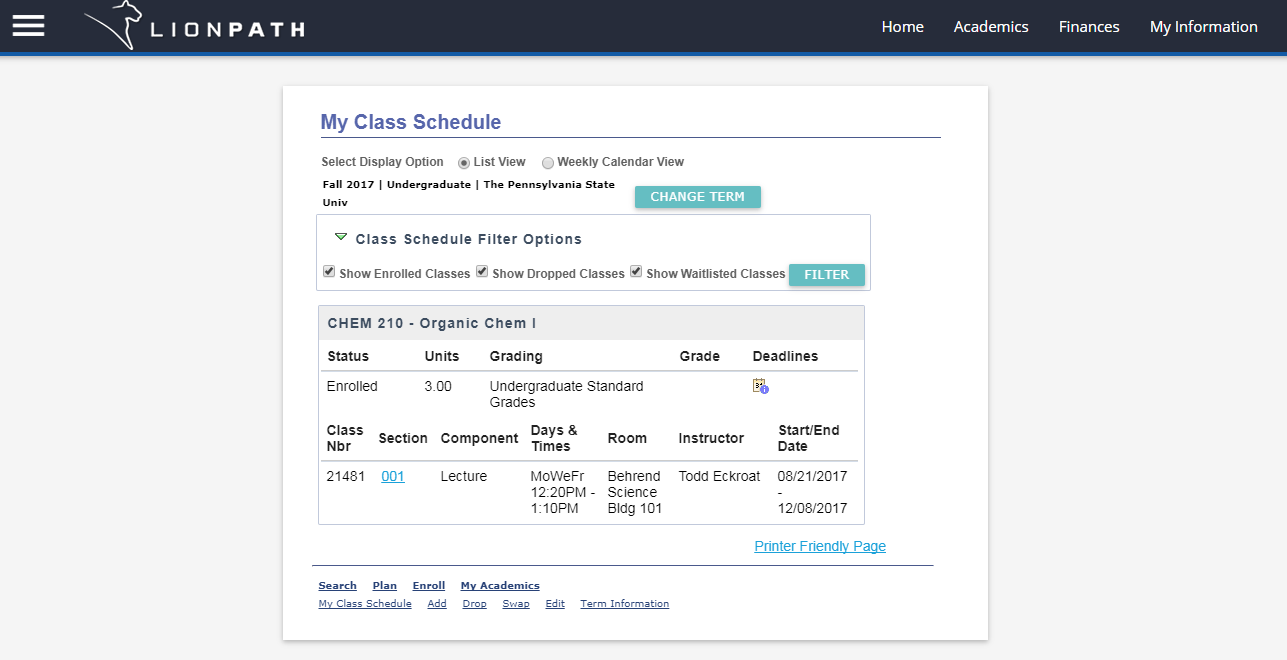 LIONPATH
Home Academics Finances My Information
My Class Schedule
Select Display Option List View Weekly Calendar View
Fall 2017 | Undergraduate | The Pennsylvania State
Univ
CHANGE TERM
Class Schedule Filter Options
Show Enrolled Classes Show Dropped Classes Show Waitlisted Classes FILTER
CHEM 210 - Organic Chem I
Status Units Grading Grade Deadlines
Enrolled 3.00 Undergraduate Standard
Grades
Class
Nbr
Section
Component
Days &
Times
Room
Instructor
Start/End
Date
21481
001
Lecture
MoWeFr
12:20PM -
1:10PM
Behrend
Science
Bldg 101
Todd Eckroat
08/21/2017
-
12/08/2017
Printer Friendly Page
Search Plan Enroll My Academics
My Class Schedule Add Drop Swap Edit Term Information